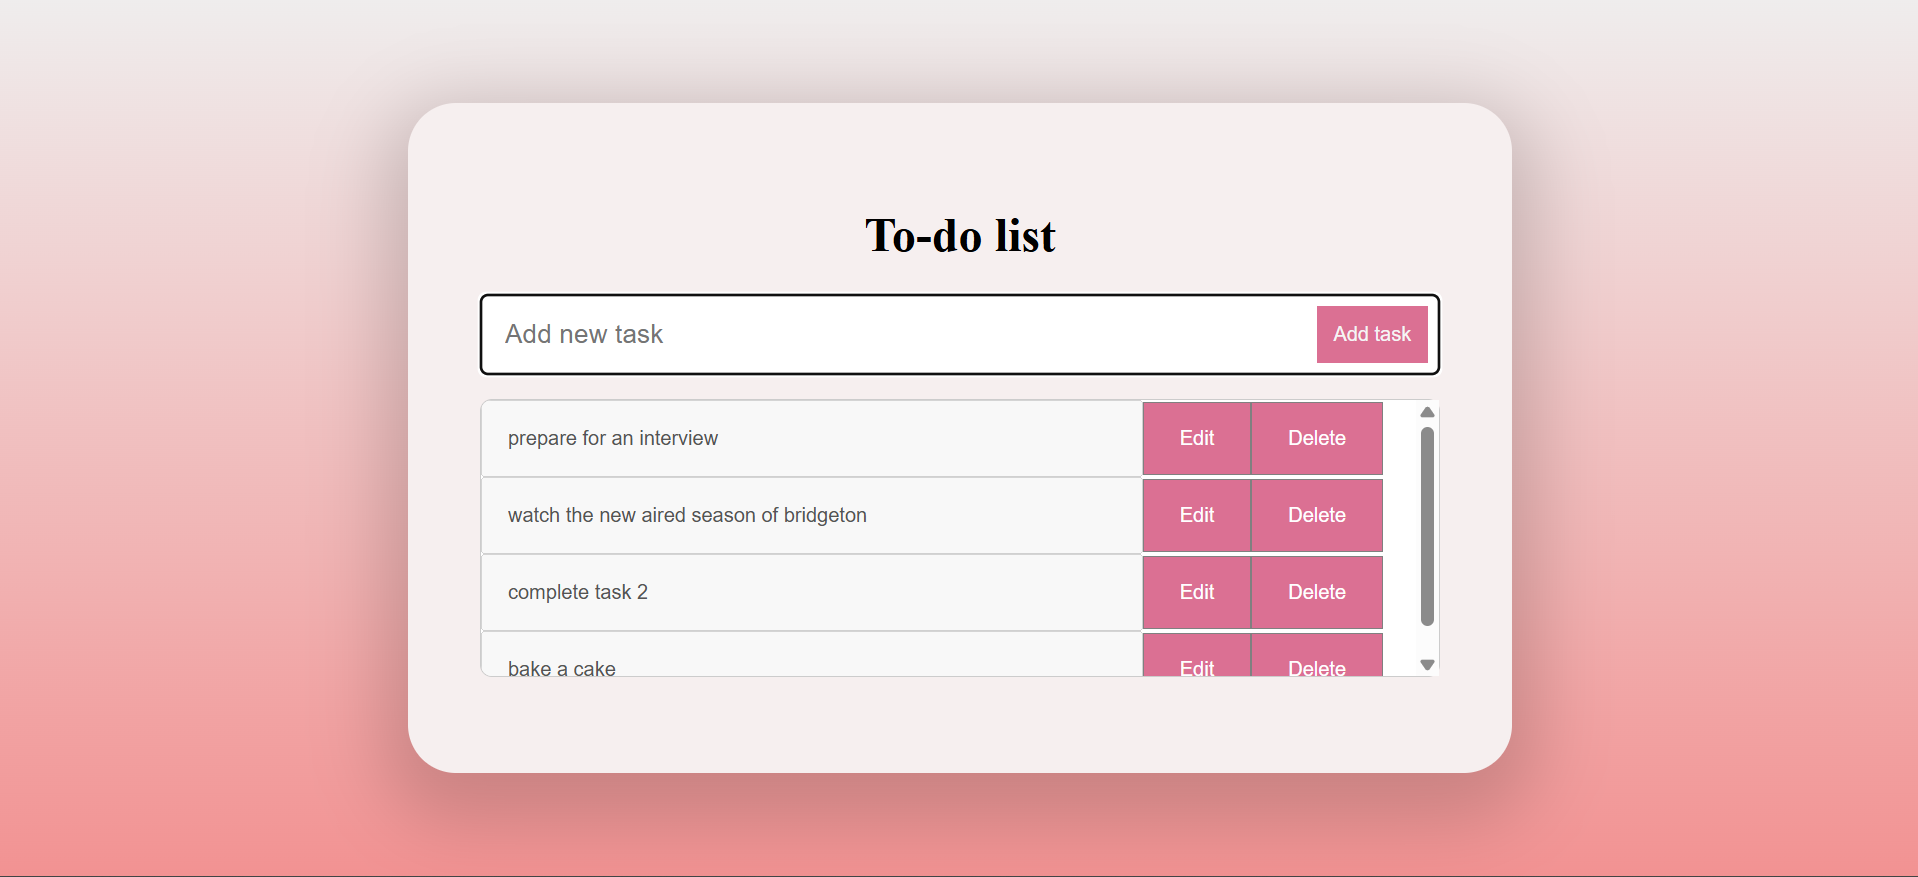 To-do list
Add new task Add task
prepare for an interview Edit Delete
watch the new aired season of bridgeton Edit Delete
complete task 2 Edit Delete
bake a cake Edit Delete